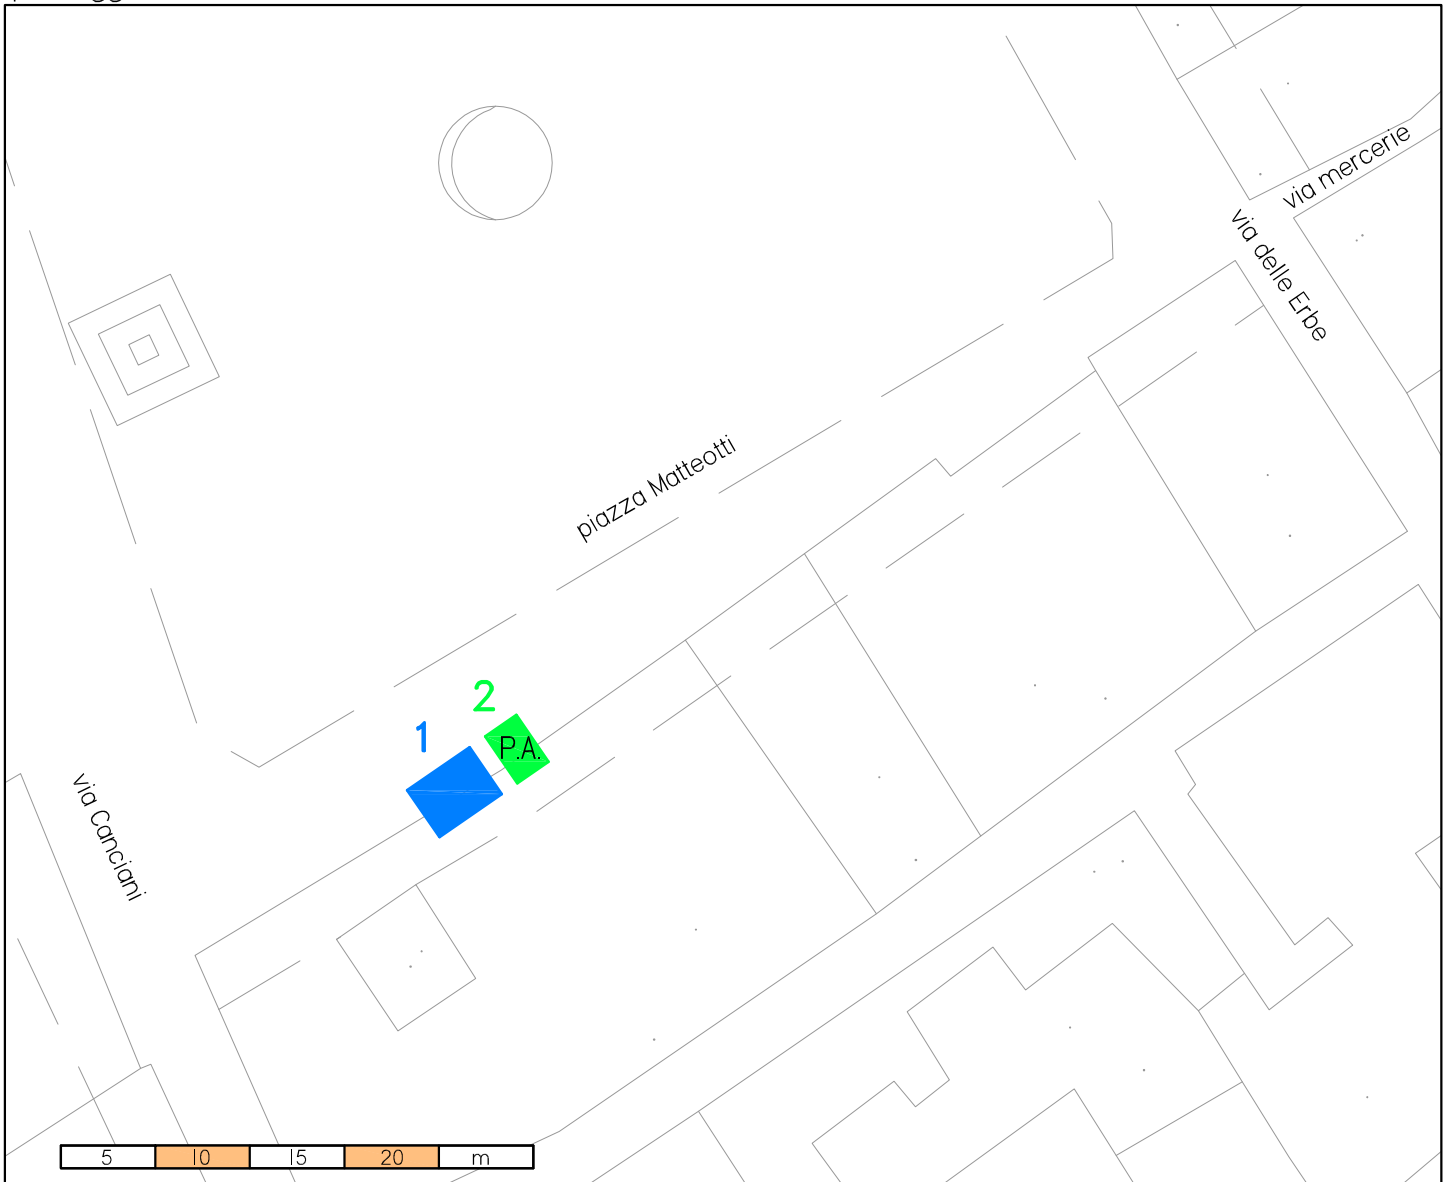 via mercerie
via delle Erbe
piazza Matteotti
2
1
P.A.
via Canciani
5 10 15 20 m